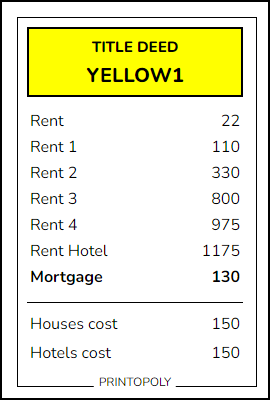 TITLE DEED
YELLOW1
Rent 22
Rent 1 110
Rent 2 330
Rent 3 800
Rent 4 975
Rent Hotel 1175
Mortgage 130
Houses cost 150
Hotels cost 150
PRINTOPOLY